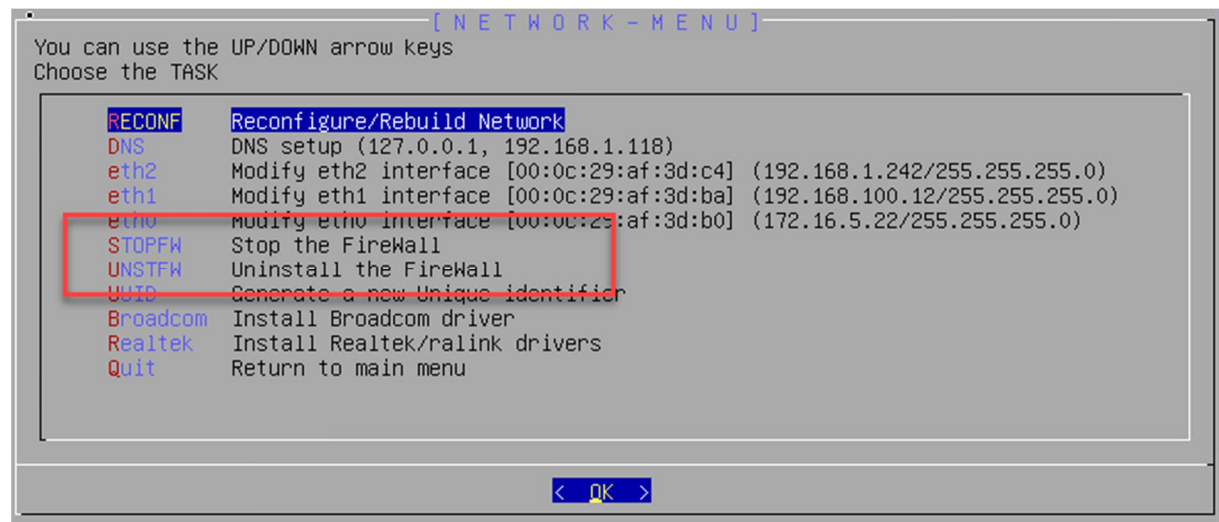 [ N E T W O R K - M E N U ]
You can use the UP/DOWN arrow keys
Choose the TASK
RECONF Reconfigure/Rebuild Network
DNS DNS setup (127.0.0.1, 192.168.1.118)
eth2 Modify eth2 interface [00:0c:29:af:3d:c4] (192.168.1.242/255.255.255.0)
eth1 Modify eth1 interface [00:0c:29:af:3d:ba] (192.168.100.12/255.255.255.0)
eth0 Modify eth0 interface [00:0c:29:af:3d:b0] (172.16.5.22/255.255.255.0)
STOPFW Stop the FireWall
UNSTFW Uninstall the FireWall
UUID Generate a new Unique identifier
Broadcom Install Broadcom driver
Realtek Install Realtek/ralink drivers
Quit Return to main menu
< OK >